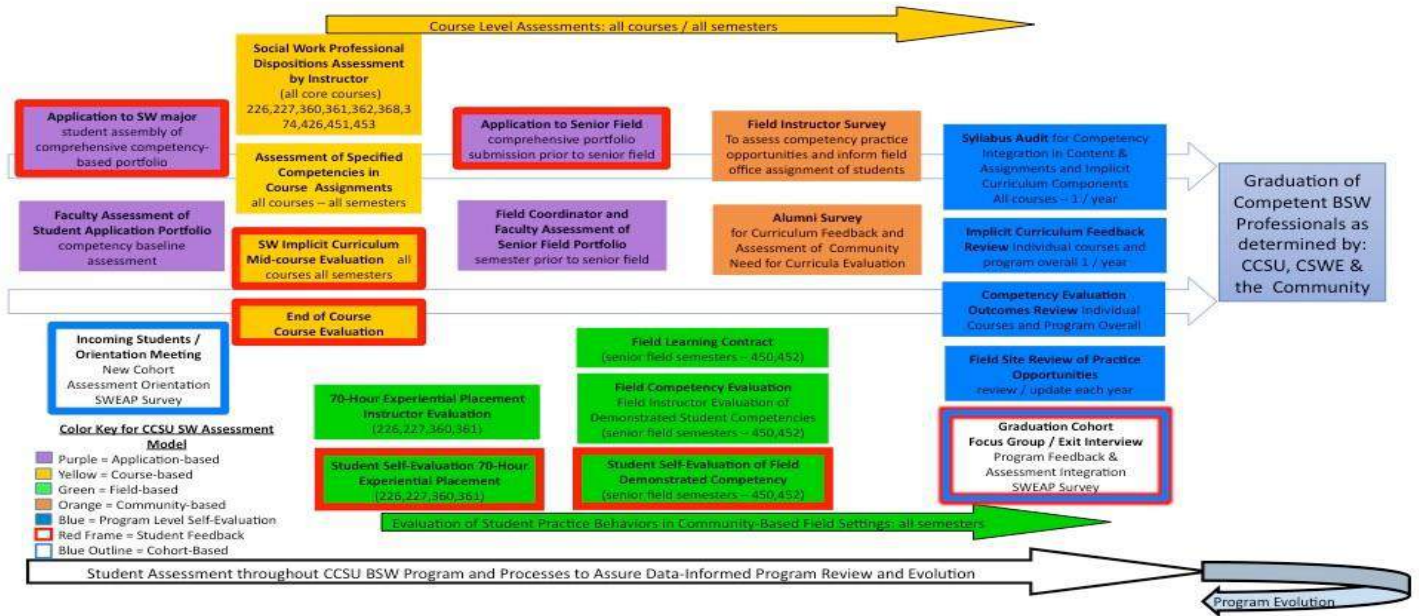 Course Level Assessments: all courses / all semesters
Social Work Professional
Dispositions Assessment
by Instructor
(all core courses)
226,227,360,361,362,368,3
74,426,451,453
Application to SW major
student assembly of
comprehensive competency-
based portfolio
Assessment of Specified
Competencies in
Course Assignments
all courses – all semesters
Application to Senior Field
comprehensive portfolio
submission prior to senior field
Field Instructor Survey
To assess competency practice
opportunities and inform field
office assignment of students
Syllabus Audit for Competency
Integration in Content &
Assignments and Implicit
Curriculum Components
All courses – 1 / year
Graduation of
Competent BSW
Professionals as
determined by:
CCSU, CSWE &
the Community
Faculty Assessment of
Student Application Portfolio
competency baseline
assessment
SW Implicit Curriculum
Mid-course Evaluation all
courses all semesters
Field Coordinator and
Faculty Assessment of
Senior Field Portfolio
semester prior to senior field
Alumni Survey
for Curriculum Feedback and
Assessment of Community
Need for Curricula Evaluation
Implicit Curriculum Feedback
Review Individual courses and
program overall 1 / year
End of Course
Course Evaluation
Competency Evaluation
Outcomes Review Individual
Courses and Program Overall
Incoming Students /
Orientation Meeting
New Cohort
Assessment Orientation
SWEAP Survey
Field Learning Contract
(senior field semesters – 450,452)
Field Site Review of Practice
Opportunities
review / update each year
70-Hour Experiential Placement
Instructor Evaluation
(226,227,360,361)
Field Competency Evaluation
Field Instructor Evaluation of
Demonstrated Student Competencies
(senior field semesters – 450,452)
Graduation Cohort
Focus Group / Exit Interview
Program Feedback &
Assessment Integration
SWEAP Survey
Student Self-Evaluation 70-Hour
Experiential Placement
(226,227,360,361)
Student Self-Evaluation of Field
Demonstrated Competency
(senior field semesters – 450,452)
Color Key for CCSU SW Assessment
Model
Purple = Application-based
Yellow = Course-based
Green = Field-based
Orange = Community-based
Blue = Program Level Self-Evaluation
Red Frame = Student Feedback
Blue Outline = Cohort-Based
Evaluation of Student Practice Behaviors in Community-Based Field Settings: all semesters
Student Assessment throughout CCSU BSW Program and Processes to Assure Data-Informed Program Review and Evolution
Program Evolution